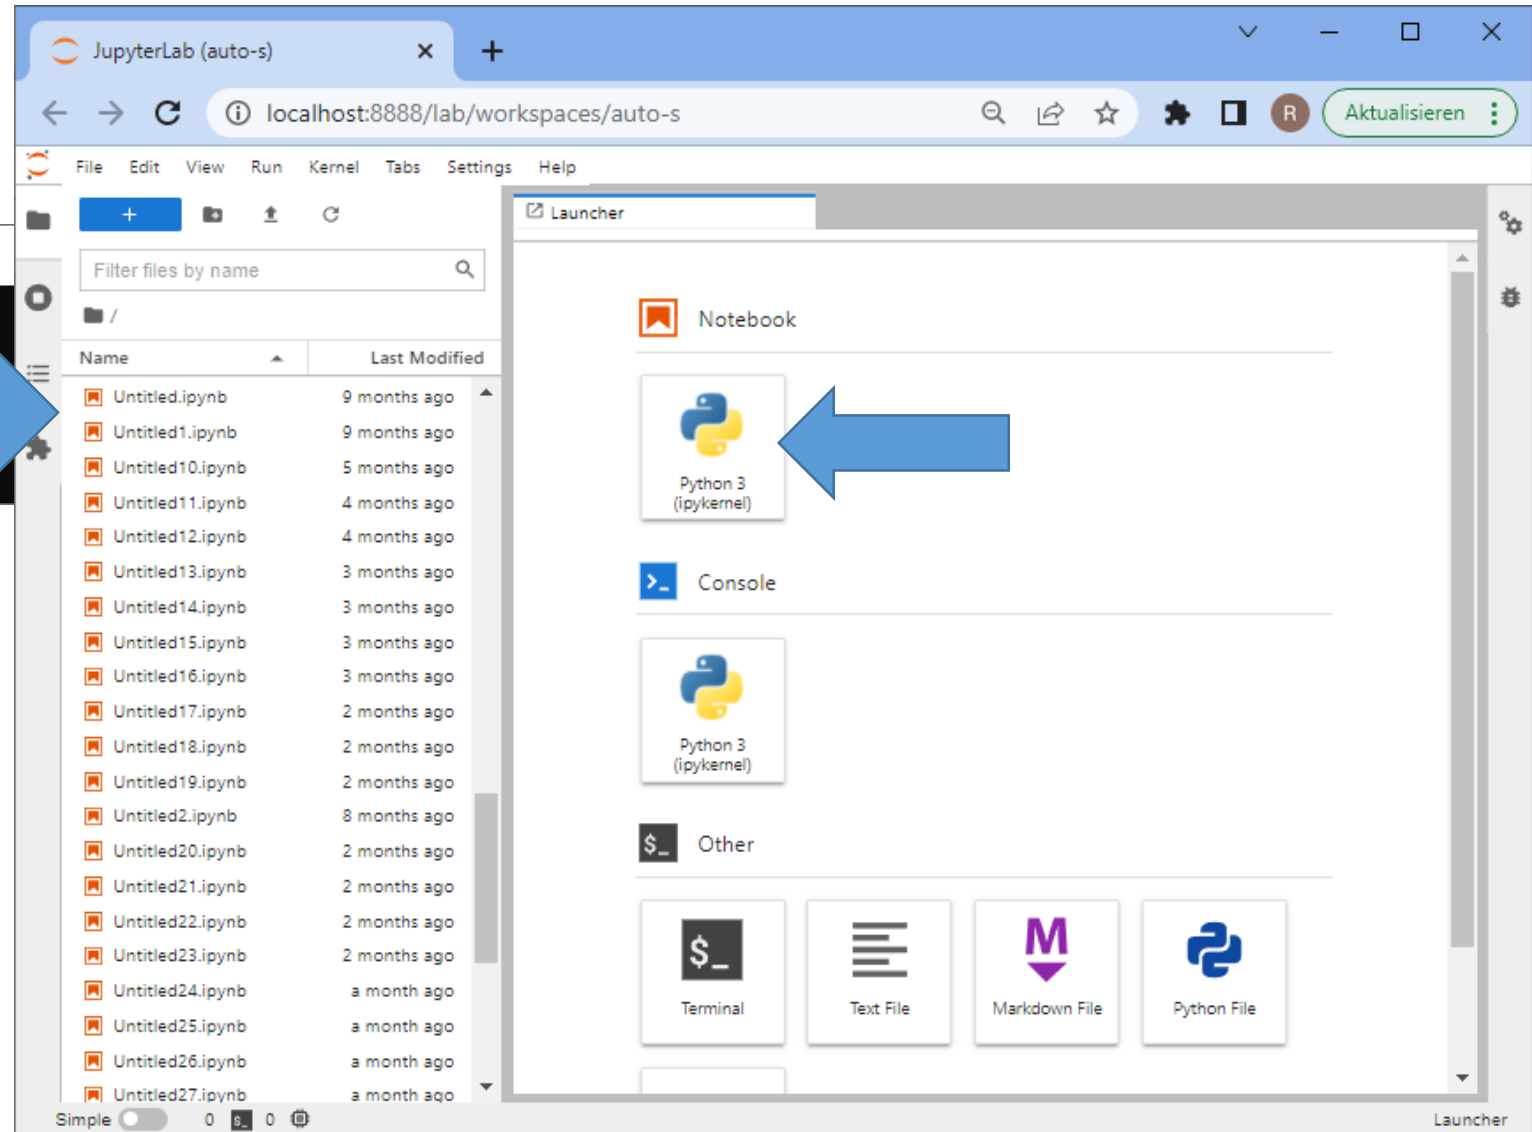 JupyterLab (auto-s)
localhost:8888/lab/workspaces/auto-s
R
Aktualisieren
File Edit View Run Kernel Tabs Settings Help
+
Launcher
Filter files by name
/
Name Last Modified
Untitled.ipynb 9 months ago
Untitled1.ipynb 9 months ago
Untitled10.ipynb 5 months ago
Untitled11.ipynb 4 months ago
Untitled12.ipynb 4 months ago
Untitled13.ipynb 3 months ago
Untitled14.ipynb 3 months ago
Untitled15.ipynb 3 months ago
Untitled16.ipynb 3 months ago
Untitled17.ipynb 2 months ago
Untitled18.ipynb 2 months ago
Untitled19.ipynb 2 months ago
Untitled2.ipynb 8 months ago
Untitled20.ipynb 2 months ago
Untitled21.ipynb 2 months ago
Untitled22.ipynb 2 months ago
Untitled23.ipynb 2 months ago
Untitled24.ipynb a month ago
Untitled25.ipynb a month ago
Untitled26.ipynb a month ago
Untitled27.ipynb a month ago
Notebook
Python 3
(ipykernel)
Console
Python 3
(ipykernel)
$_ Other
$_
Terminal
Text File
M
Markdown File
Python File
Simple 0 $_ 0
Launcher